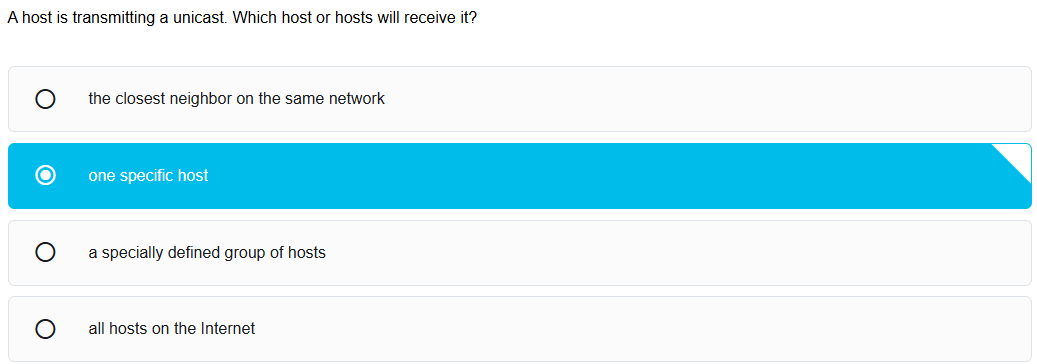 A host is transmitting a unicast. Which host or hosts will receive it?
the closest neighbor on the same network
one specific host
a specially defined group of hosts
all hosts on the Internet